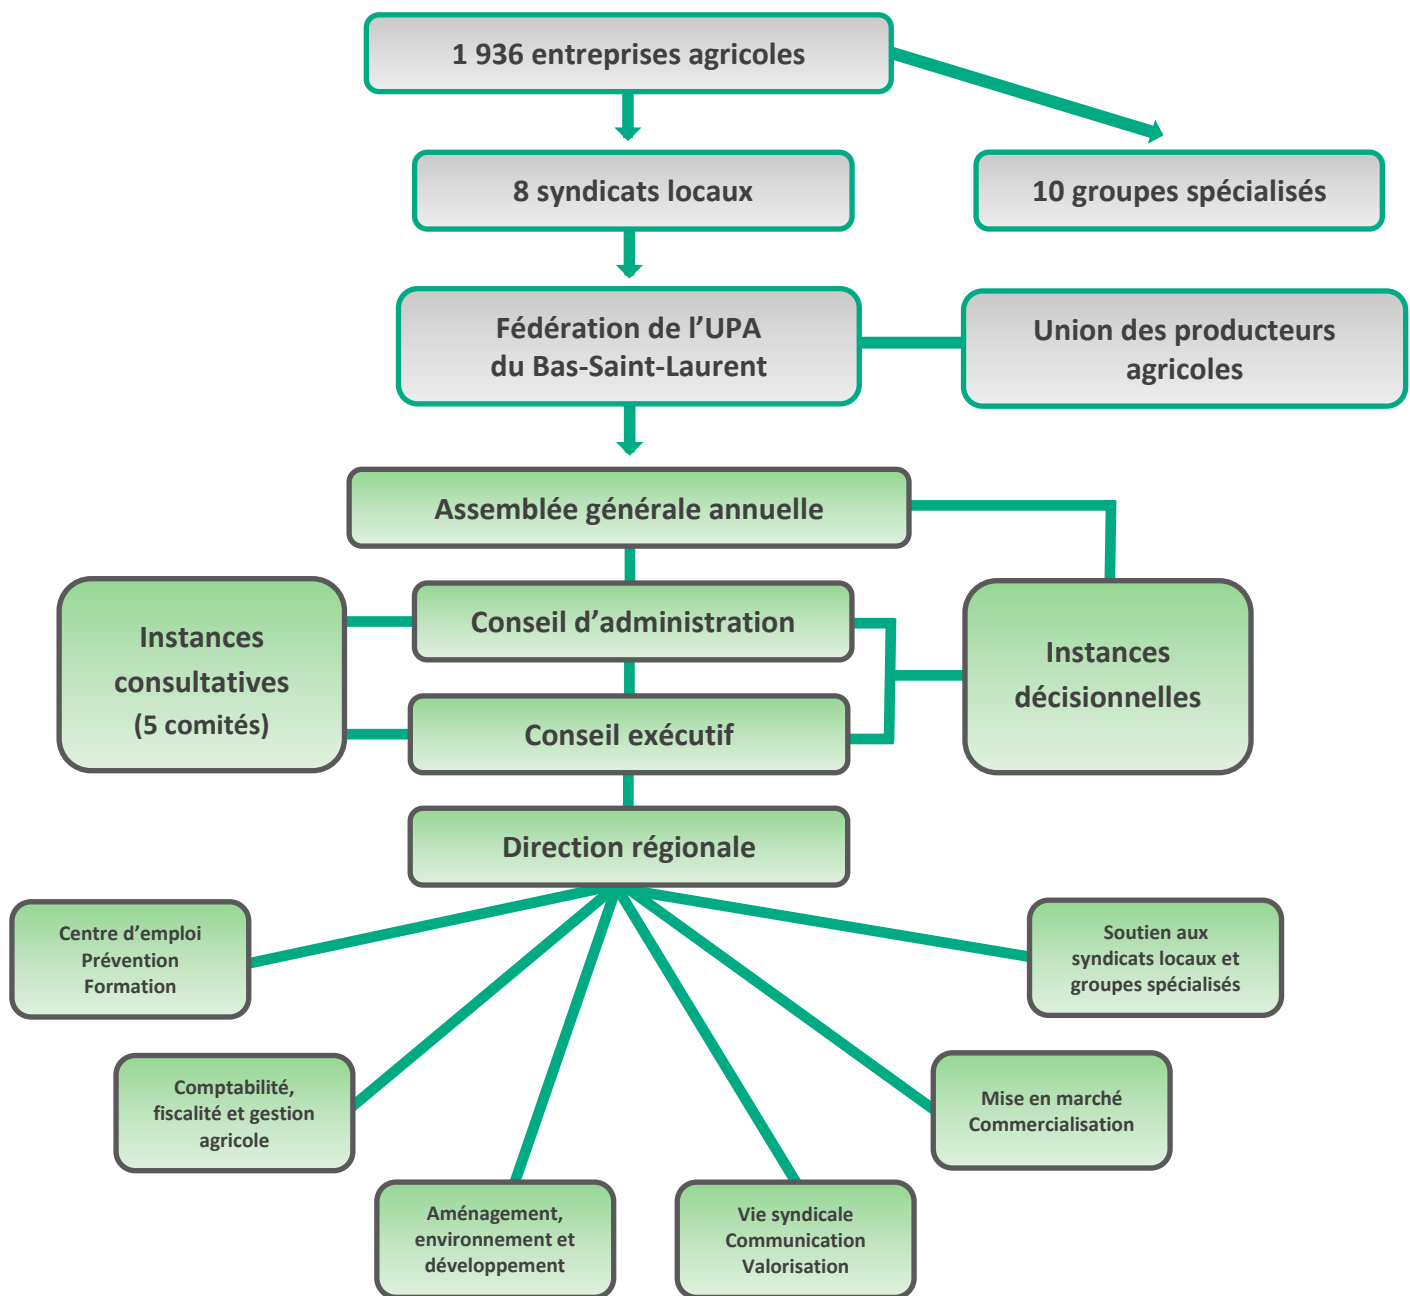 1 936 entreprises agricoles
8 syndicats locaux
10 groupes spécialisés
Fédération de l’UPA
du Bas-Saint-Laurent
Union des producteurs
agricoles
Assemblée générale annuelle
Instances
consultatives
(5 comités)
Conseil d’administration
Conseil exécutif
Instances
décisionnelles
Direction régionale
Centre d’emploi
Prévention
Formation
Soutien aux
syndicats locaux et
groupes spécialisés
Comptabilité,
fiscalité et gestion
agricole
Mise en marché
Commercialisation
Aménagement,
environnement et
développement
Vie syndicale
Communication
Valorisation